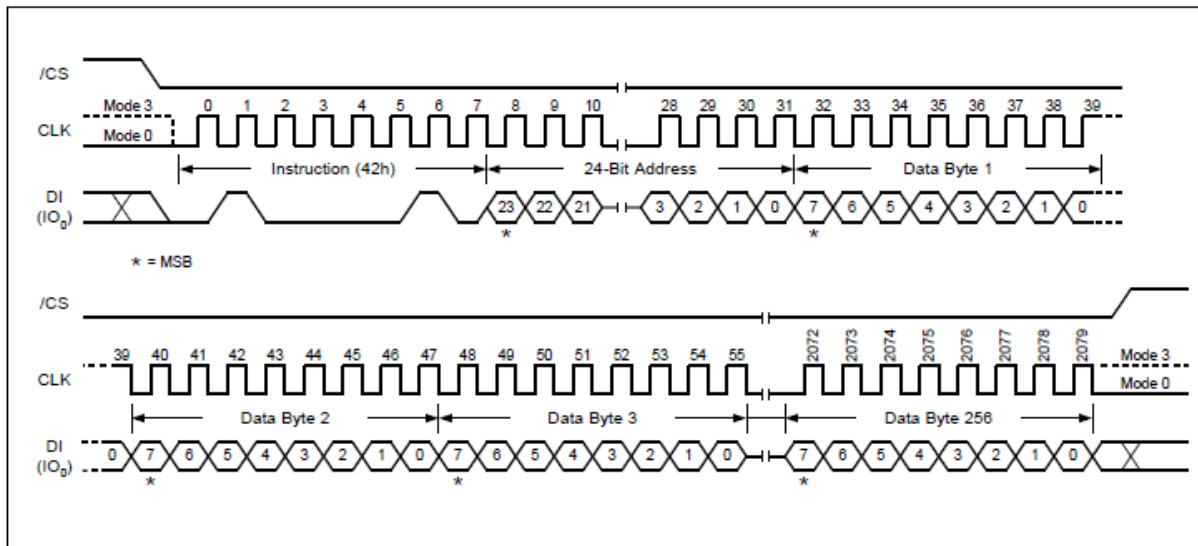 /CS
Mode 3 0 1 2 3 4 5 6 7 8 9 10 28 29 30 31 32 33 34 35 36 37 38 39
CLK Mode 0
Instruction (42h) 24-Bit Address Data Byte 1
DI
(IO0) 23 22 21 3 2 1 0 7 6 5 4 3 2 1 0
* *
* = MSB
/CS
39 40 41 42 43 44 45 46 47 48 49 50 51 52 53 54 55 2072 2073 2074 2075 2076 2077 2078 2079 Mode 3
CLK Mode 0
Data Byte 2 Data Byte 3 Data Byte 256
DI
(IO0) 0 7 6 5 4 3 2 1 0 7 6 5 4 3 2 1 0 7 6 5 4 3 2 1 0
* * *